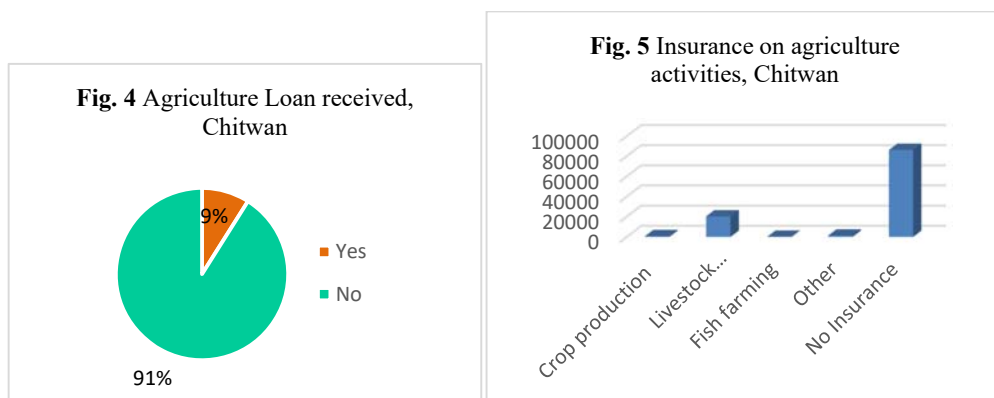 Fig. 4 Agriculture Loan received,
Chitwan
9%
Yes
No
91%
Fig. 5 Insurance on agriculture
activities, Chitwan
100000
80000
60000
40000
20000
0
Crop production
Livestock...
Fish farming
Other
No Insurance